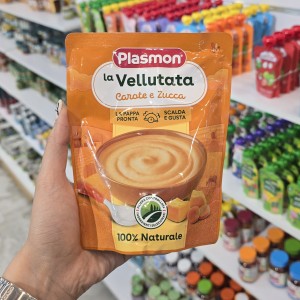 Plasmon
la
Vellutata
Carote e Zucca
PAPPA
PRONTA
SCALDA
E GUSTA
100% Naturale